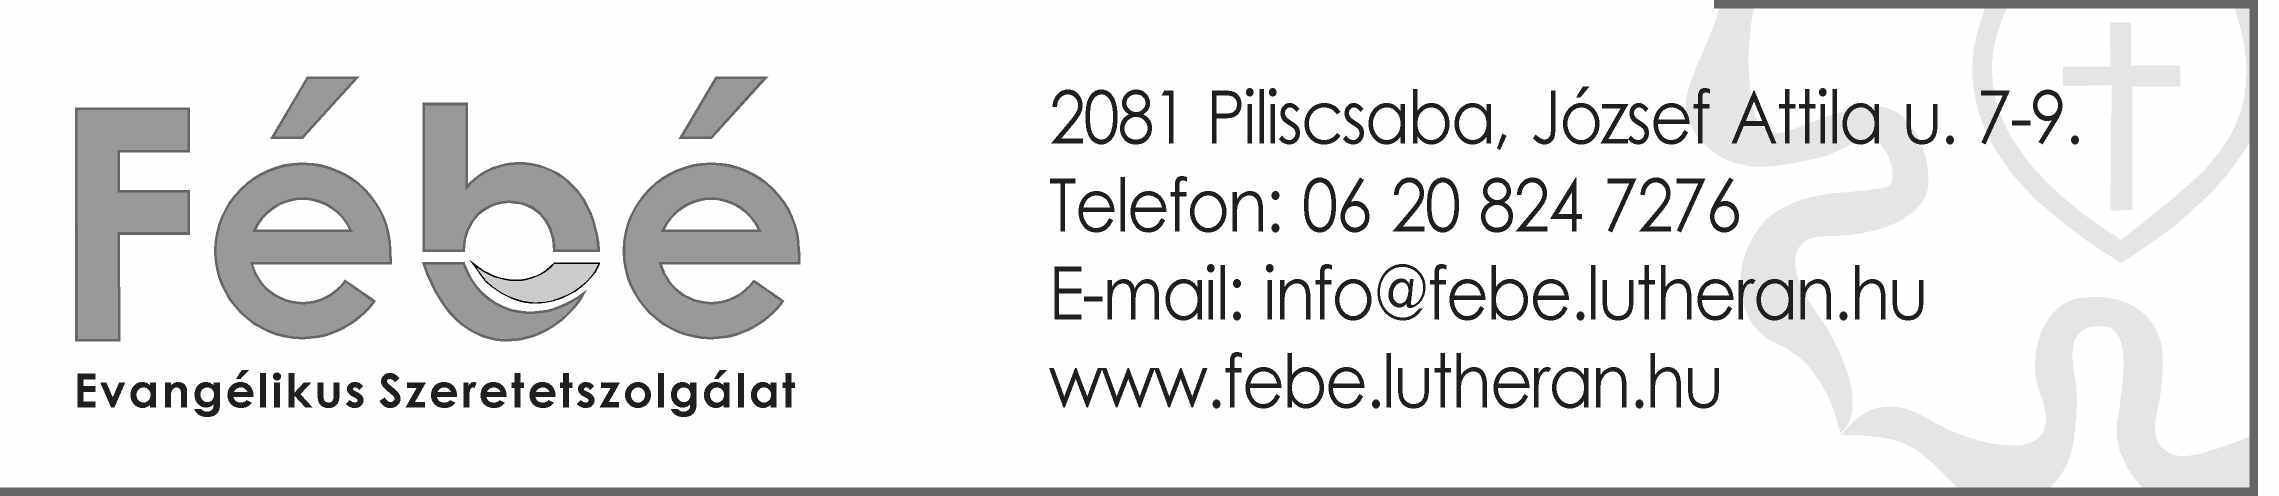 Fébé
Evangélikus Szeretetszolgálat
2081 Piliscsaba, József Attila u. 7-9.
Telefon: 06 20 824 7276
E-mail: info@febe.lutheran.hu
www.febe.lutheran.hu